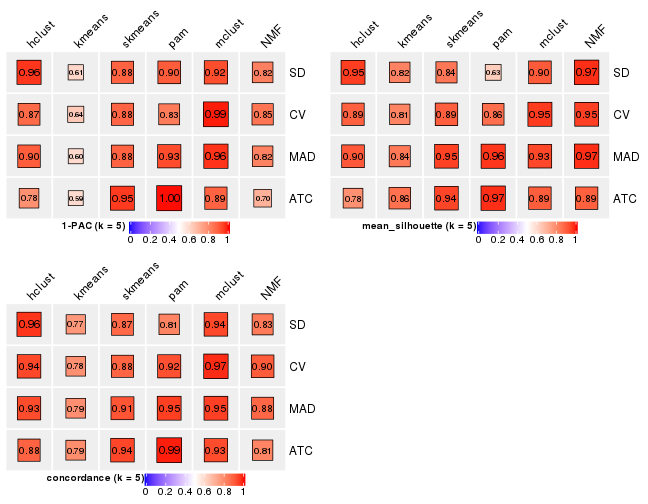 hclust kmeans skmeans pam mclust NMF
0.96 0.61 0.88 0.90 0.92 0.82 SD
0.87 0.64 0.88 0.83 0.99 0.85 CV
0.90 0.60 0.88 0.93 0.96 0.82 MAD
0.78 0.59 0.95 1.00 0.89 0.70 ATC
1-PAC (k = 5)
0 0.2 0.4 0.6 0.8 1
hclust kmeans skmeans pam mclust NMF
0.95 0.82 0.84 0.63 0.90 0.97 SD
0.89 0.81 0.89 0.86 0.95 0.95 CV
0.90 0.84 0.95 0.96 0.93 0.97 MAD
0.78 0.86 0.94 0.97 0.89 0.89 ATC
mean_silhouette (k = 5)
0 0.2 0.4 0.6 0.8 1
hclust kmeans skmeans pam mclust NMF
0.96 0.77 0.87 0.81 0.94 0.83 SD
0.94 0.78 0.88 0.92 0.97 0.90 CV
0.93 0.79 0.91 0.95 0.95 0.88 MAD
0.88 0.79 0.94 0.99 0.93 0.81 ATC
concordance (k = 5)
0 0.2 0.4 0.6 0.8 1